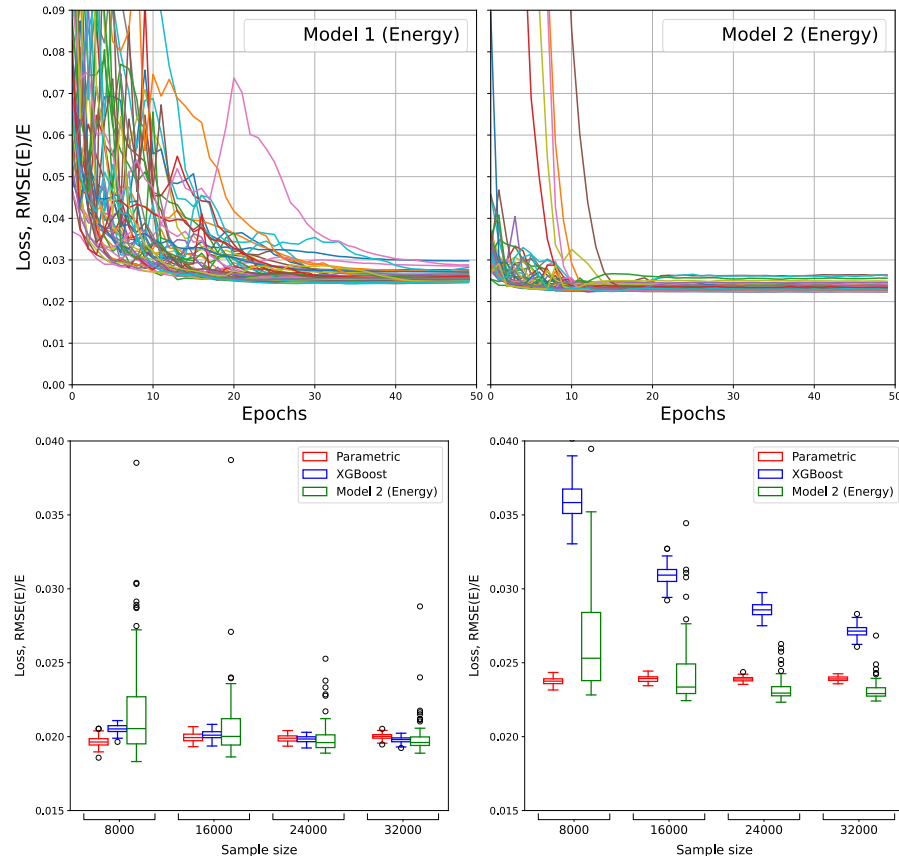 Model 1 (Energy)
Model 2 (Energy)
Loss, RMSE(E)/E
0.09
0.08
0.07
0.06
0.05
0.04
0.03
0.02
0.01
0.00
0 10 20 30 40 50
0 10 20 30 40 50
Epochs
Epochs
Parametric
XGBoost
Model 2 (Energy)
Loss, RMSE(E)/E
0.040
0.035
0.030
0.025
0.020
0.015
8000 16000 24000 32000
Sample size
Parametric
XGBoost
Model 2 (Energy)
Loss, RMSE(E)/E
0.040
0.035
0.030
0.025
0.020
0.015
8000 16000 24000 32000
Sample size